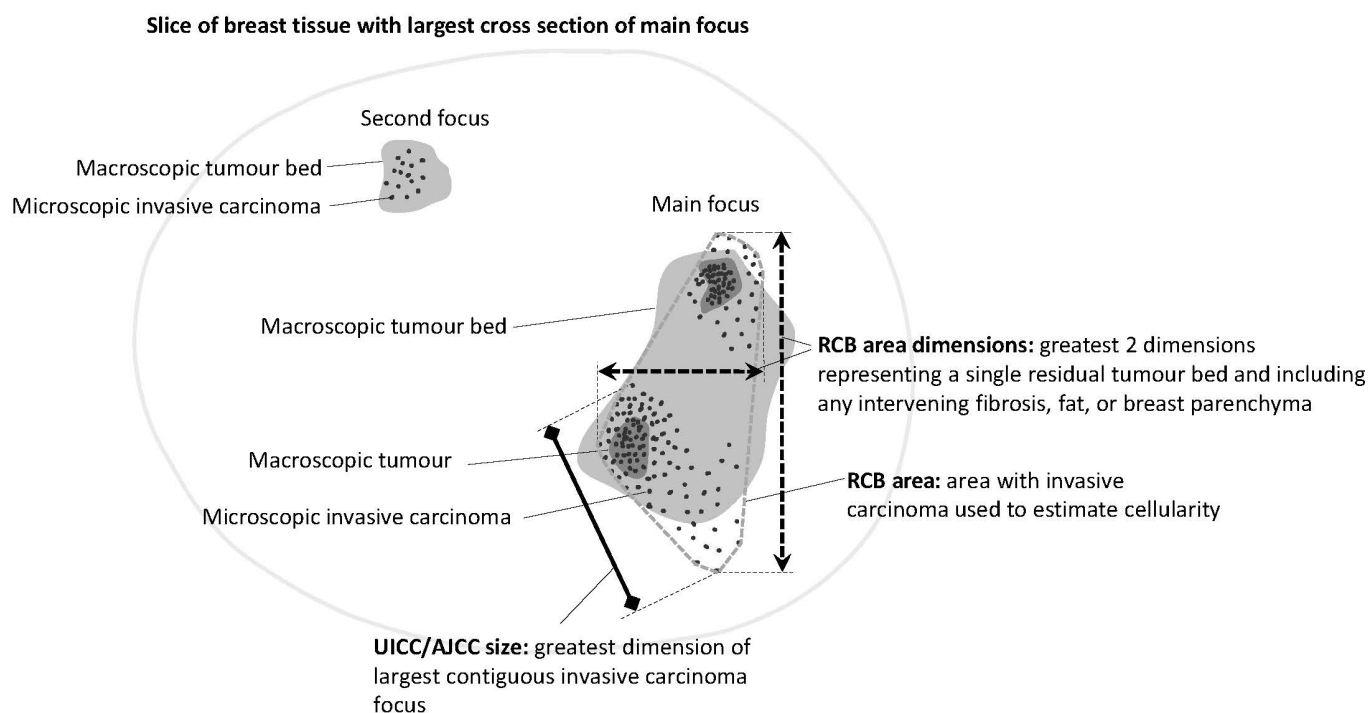 Slice of breast tissue with largest cross section of main focus
Second focus
Macroscopic tumour bed
Microscopic invasive carcinoma
Main focus
Macroscopic tumour bed
RCB area dimensions: greatest 2 dimensions
representing a single residual tumour bed and including
any intervening fibrosis, fat, or breast parenchyma
Macroscopic tumour
RCB area: area with invasive
carcinoma used to estimate cellularity
Microscopic invasive carcinoma
UICC/AJCC size: greatest dimension of
largest contiguous invasive carcinoma
focus